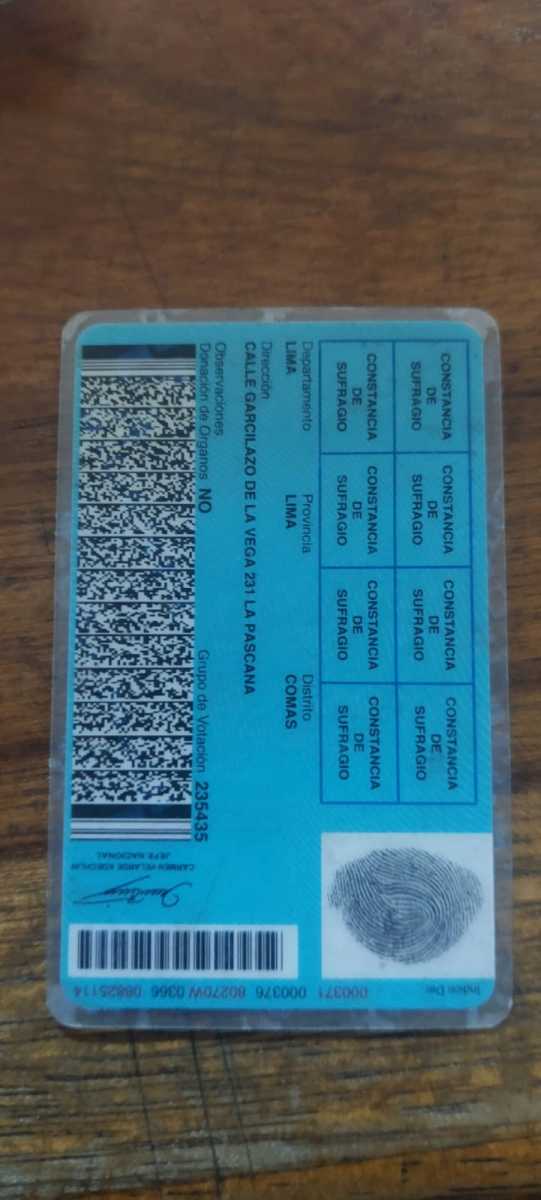 CONSTANCIA CONSTANCIA CONSTANCIA CONSTANCIA
DE DE DE DE
SUFRAGIO SUFRAGIO SUFRAGIO SUFRAGIO
CONSTANCIA CONSTANCIA CONSTANCIA CONSTANCIA
DE DE DE DE
SUFRAGIO SUFRAGIO SUFRAGIO SUFRAGIO
Departamento Provincia Distrito
LIMA LIMA COMAS
Dirección
CALLE GARCILAZO DE LA VEGA 231 LA PASCANA
Observaciones
Donación de Organos NO Grupo de Votación 235435
CARMEN VELARDE KOECHLIN
JEFE NACIONAL
Indice Der.
000371 000376 80270W 0366 08825114